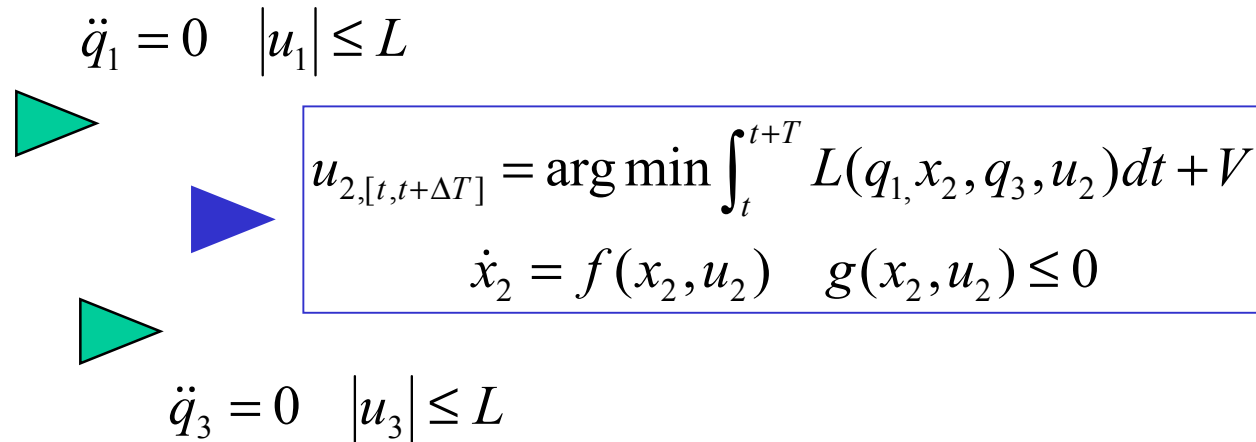 q̈₁ = 0 |u₁| ≤ L
u₂,[t,t+ΔT] = arg min ∫ₜᵗ⁺ᵀ L(q₁, x₂, q₃, u₂)dt + V
ẋ₂ = f(x₂, u₂) g(x₂, u₂) ≤ 0
q̈₃ = 0 |u₃| ≤ L